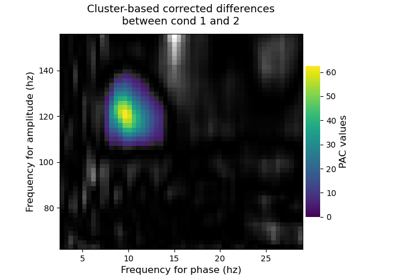 Cluster-based corrected differences
between cond 1 and 2
Frequency for amplitude (hz)
140
120
100
80
5 10 15 20 25
Frequency for phase (hz)
60
50
40
30
20
10
0
PAC values